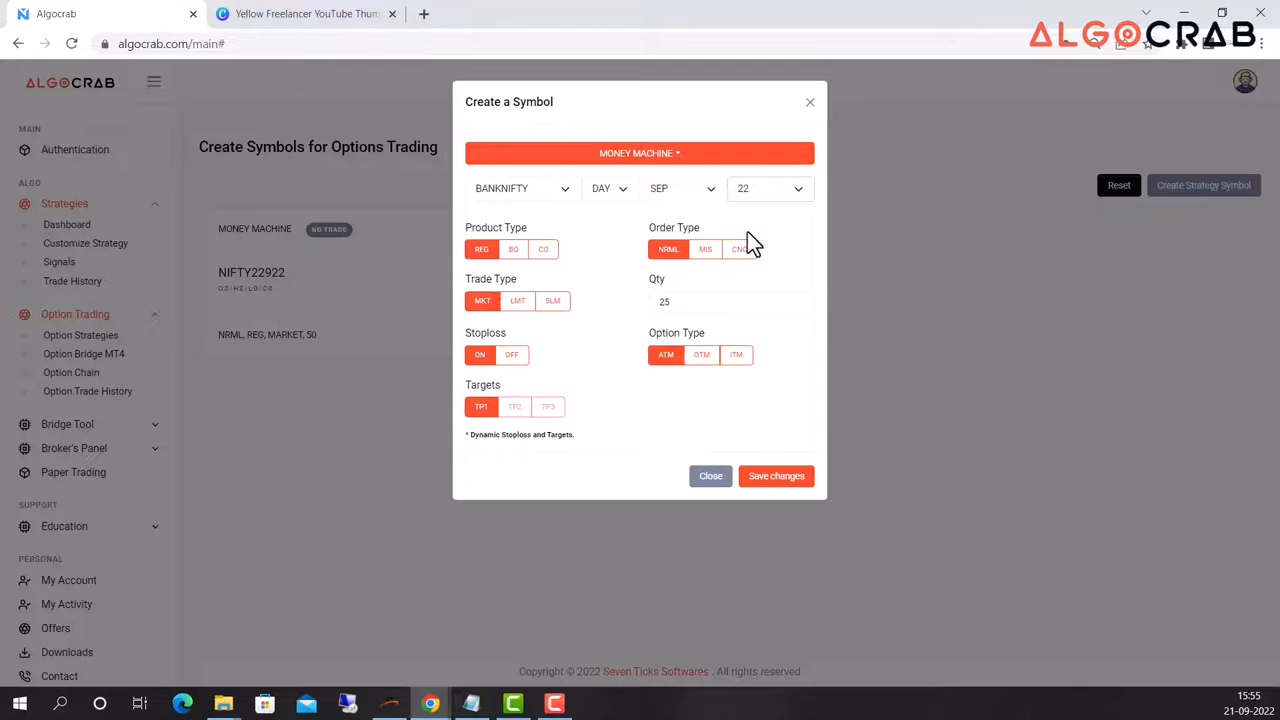 Algocrab
Yellow Freelancer YouTube Thum
algocrab.com/main#
ALGOCRAB
ALGOCRAB
MAIN
Authentication
ALGO
Strategies
Dashboard
Customize Strategy
Signals
Trade History
Option Trading
Option Strategies
Option Bridge MT4
Option Chain
Option Trade History
Bridge Tool
Broker's Panel
Paper Trading
SUPPORT
Education
PERSONAL
My Account
My Activity
Offers
Downloads
Contact
Create Symbols for Options Trading
Reset
Create Strategy Symbol
MONEY MACHINE NO TRADE
NIFTY22922
NRML, REG, MARKET, 50
Create a Symbol
MONEY MACHINE
BANKNIFTY DAY SEP 22
Product Type Order Type
REG BO CO NRML MIS CNC
Trade Type Qty
MKT LMT SLM 25
Stoploss Option Type
ON OFF ATM OTM ITM
Targets
TP1 TP2 TP3
* Dynamic Stoploss and Targets.
Close Save changes
Copyright © 2022 Seven Ticks Softwares . All rights reserved
15:55
21-09-2022